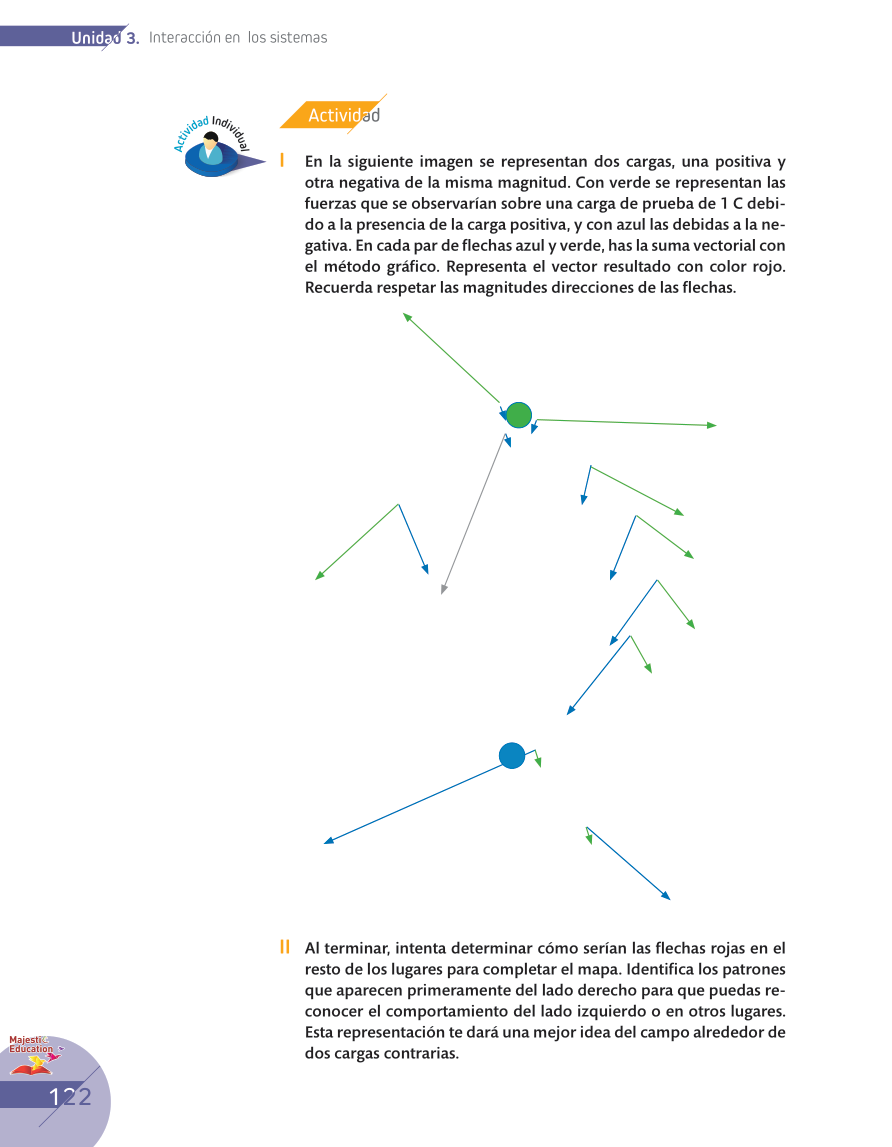 Unidad 3. Interacción en los sistemas
Actividad Individual
Actividad
I En la siguiente imagen se representan dos cargas, una positiva y
otra negativa de la misma magnitud. Con verde se representan las
fuerzas que se observarían sobre una carga de prueba de 1 C debi-
do a la presencia de la carga positiva, y con azul las debidas a la ne-
gativa. En cada par de flechas azul y verde, has la suma vectorial con
el método gráfico. Representa el vector resultado con color rojo.
Recuerda respetar las magnitudes direcciones de las flechas.
II Al terminar, intenta determinar cómo serían las flechas rojas en el
resto de los lugares para completar el mapa. Identifica los patrones
que aparecen primeramente del lado derecho para que puedas re-
conocer el comportamiento del lado izquierdo o en otros lugares.
Esta representación te dará una mejor idea del campo alrededor de
dos cargas contrarias.
Majestic
Education
122